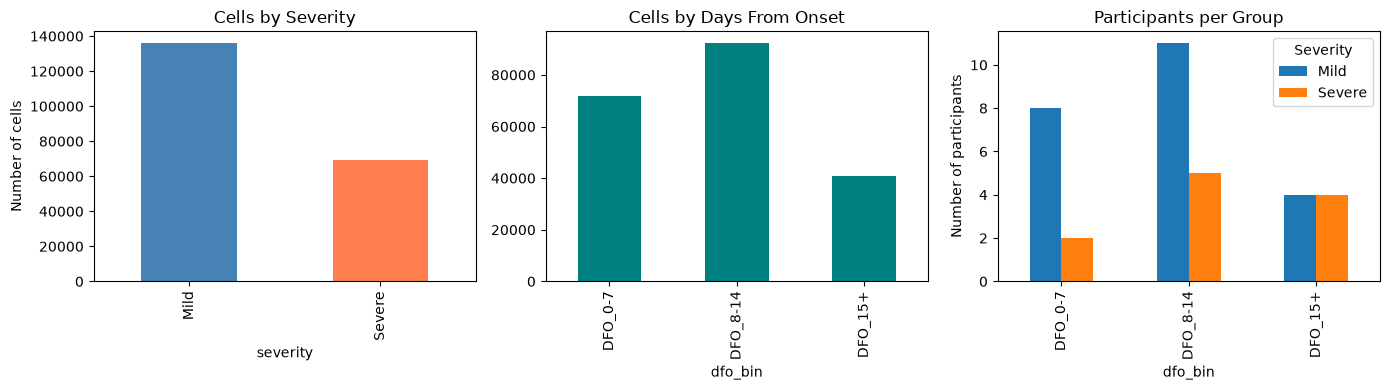 Cells by Severity
Number of cells
140000
120000
100000
80000
60000
40000
20000
0
Mild
Severe
severity
Cells by Days From Onset
80000
60000
40000
20000
0
DFO_0-7
DFO_8-14
DFO_15+
dfo_bin
Participants per Group
Number of participants
10
8
6
4
2
0
Severity
Mild
Severe
DFO_0-7
DFO_8-14
DFO_15+
dfo_bin